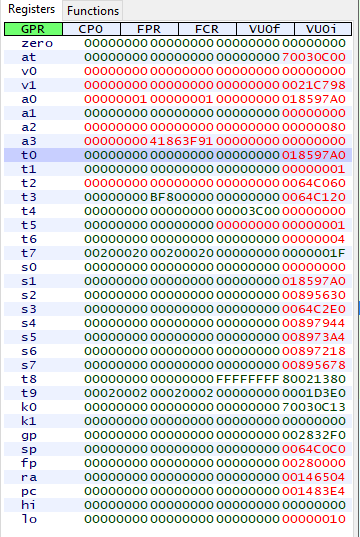 Registers Functions
GPR CP0 FPR FCR VU0f VU0i
zero 00000000 00000000 00000000 00000000
at 00000000 00000000 00000000 70030C00
v0 00000000 00000000 00000000 00000000
v1 00000000 00000000 00000000 0021C798
a0 00000001 00000001 00000000 018597A0
a1 00000000 00000000 00000000 00000000
a2 00000000 00000000 00000000 00000080
a3 00000000 41863F91 00000000 00000000
t0 00000000 00000000 00000000 018597A0
t1 00000000 00000000 00000000 00000001
t2 00000000 00000000 00000000 0064C060
t3 00000000 BF800000 00000000 0064C120
t4 00000000 00000000 00003C00 00000000
t5 00000000 00000000 00000000 00000001
t6 00000000 00000000 00000000 00000004
t7 00200020 00200020 00000000 0000001F
s0 00000000 00000000 00000000 00000000
s1 00000000 00000000 00000000 018597A0
s2 00000000 00000000 00000000 00895630
s3 00000000 00000000 00000000 0064C2E0
s4 00000000 00000000 00000000 00897944
s5 00000000 00000000 00000000 008973A4
s6 00000000 00000000 00000000 00897218
s7 00000000 00000000 00000000 00895678
t8 00000000 00000000 FFFFFFFF 80021380
t9 00020002 00020002 00000000 0001D3E0
k0 00000000 00000000 00000000 70030C13
k1 00000000 00000000 00000000 00000000
gp 00000000 00000000 00000000 002832F0
sp 00000000 00000000 00000000 0064C0C0
fp 00000000 00000000 00000000 00280000
ra 00000000 00000000 00000000 00146504
pc 00000000 00000000 00000000 001483E4
hi 00000000 00000000 00000000 00000000
lo 00000000 00000000 00000000 00000010